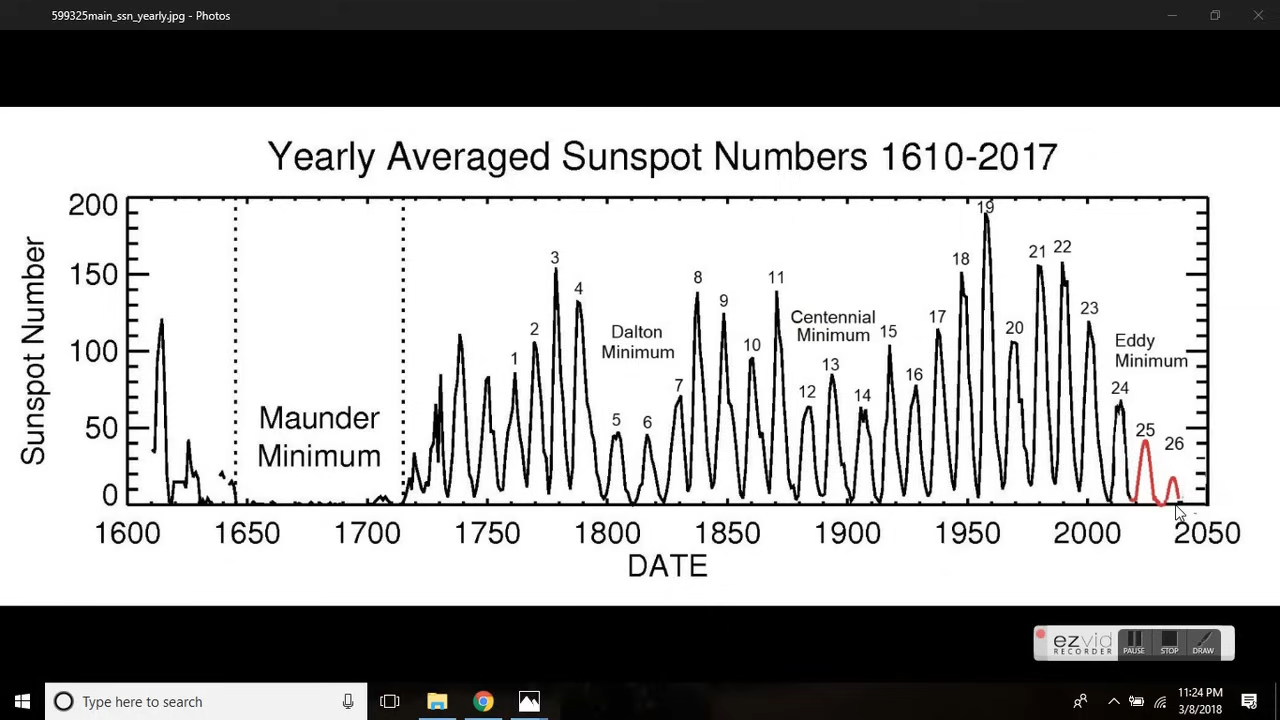 599325main_ssn_yearly.jpg - Photos
Yearly Averaged Sunspot Numbers 1610-2017
Sunspot Number
200
150
100
50
0
Maunder
Minimum
1
2
3
4
Dalton
Minimum
5
6
7
8
9
10
11
Centennial
Minimum
12
13
14
15
16
17
18
19
20
21
22
23
Eddy
Minimum
24
25
26
1600 1650 1700 1750 1800 1850 1900 1950 2000 2050
DATE
ezvid
RECORDER
PAUSE STOP DRAW
Type here to search
11:24 PM
3/8/2018